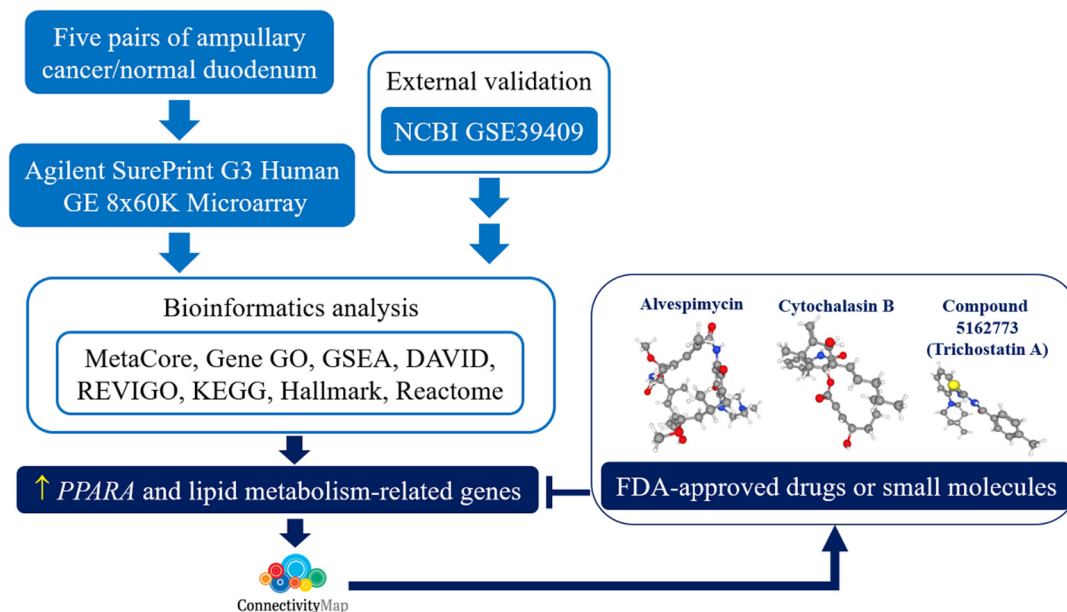 Five pairs of ampullary
cancer/normal duodenum
External validation
NCBI GSE39409
Agilent SurePrint G3 Human
GE 8x60K Microarray
Bioinformatics analysis
MetaCore, Gene GO, GSEA, DAVID,
REVIGO, KEGG, Hallmark, Reactome
Alvespimycin
Cytochalasin B
Compound
5162773
(Trichostatin A)
↑ PPARA and lipid metabolism-related genes
FDA-approved drugs or small molecules
ConnectivityMap